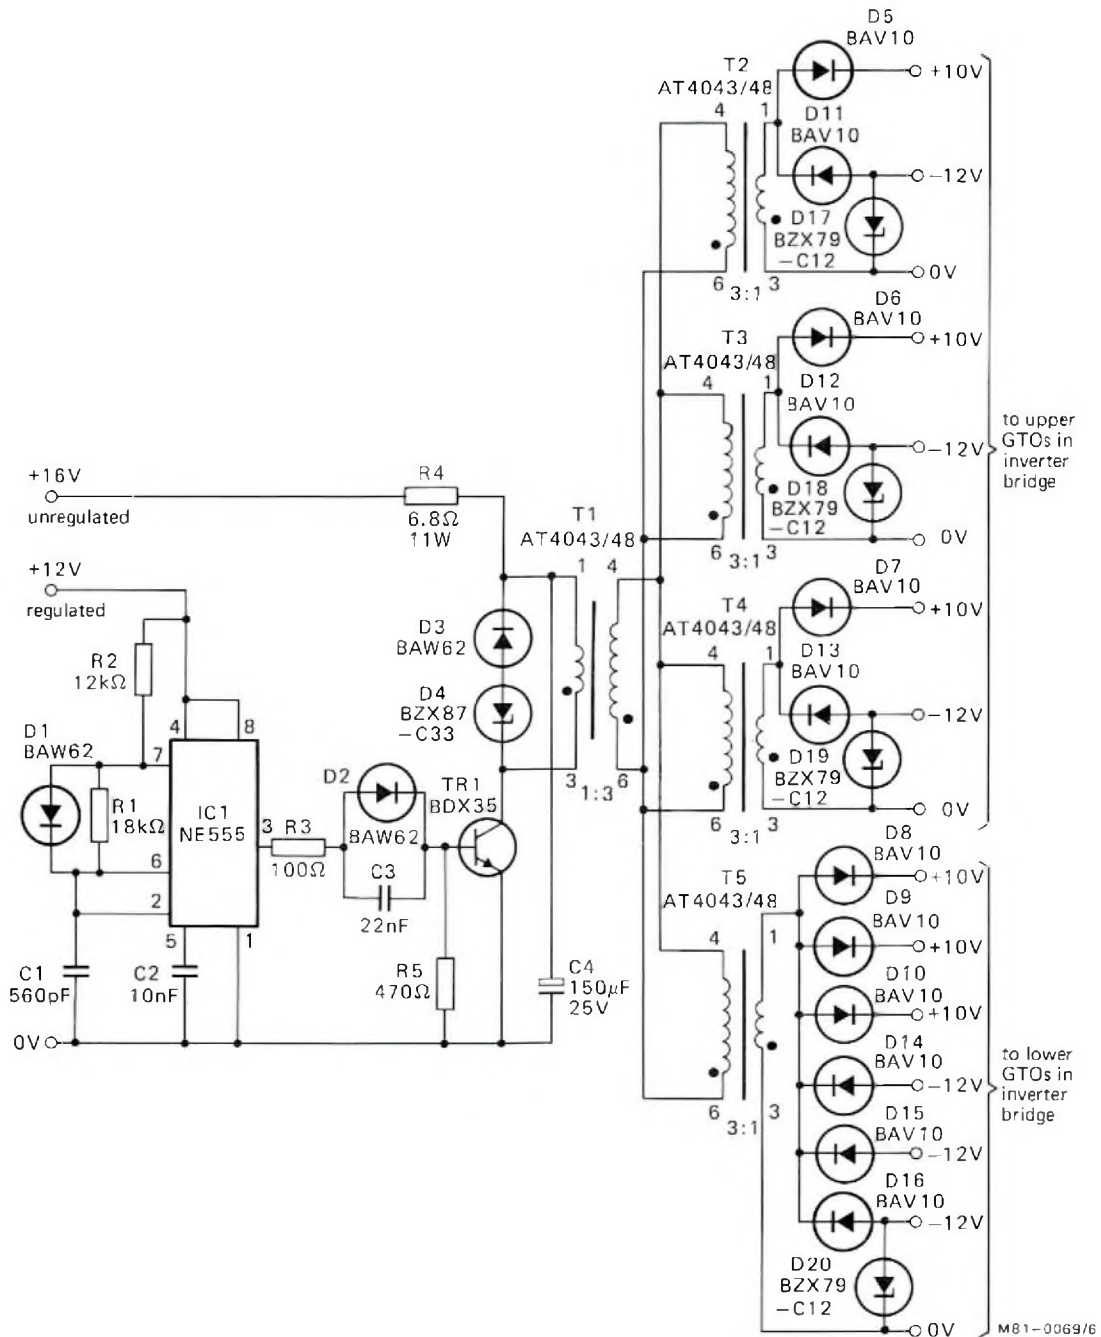 D5
BAV10
+10V
T2
AT4043/48
4
1
D11
BAV10
−12V
D17
BZX79
−C12
0V
6
3
3:1
D6
BAV10
+10V
T3
AT4043/48
4
1
D12
BAV10
−12V
D18
BZX79
−C12
0V
6
3
3:1
to upper
GTOs in
inverter
bridge
+16V
unregulated
R4
6.8Ω
11W
T1
AT4043/48
1
4
3
6
1:3
D7
BAV10
+10V
T4
AT4043/48
4
1
D13
BAV10
−12V
D19
BZX79
−C12
0V
6
3
3:1
+12V
regulated
R2
12kΩ
D3
BAW62
D4
BZX87
−C33
D1
BAW62
4
8
7
R1
18kΩ
IC1
NE555
3
R3
100Ω
D2
BAW62
TR1
BDX35
6
2
5
1
C3
22nF
C1
560pF
C2
10nF
R5
470Ω
C4
150µF
25V
0V
D8
BAV10
+10V
T5
AT4043/48
4
1
D9
BAV10
+10V
D10
BAV10
+10V
D14
BAV10
−12V
D15
BAV10
−12V
D16
BAV10
−12V
6
3
3:1
D20
BZX79
−C12
0V
to lower
GTOs in
inverter
bridge
M81−0069/6